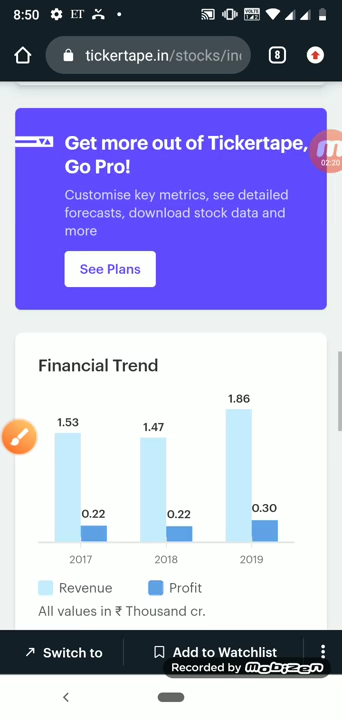 8:50 ET VOLTE 1 2
tickertape.in/stocks/in
8
Get more out of Tickertape,
Go Pro!
02:20
Customise key metrics, see detailed
forecasts, download stock data and
more
See Plans
Financial Trend
1.53 0.22 1.47 0.22 1.86 0.30
2017 2018 2019
Revenue Profit
All values in ₹ Thousand cr.
Switch to Add to Watchlist
Recorded by mobizen